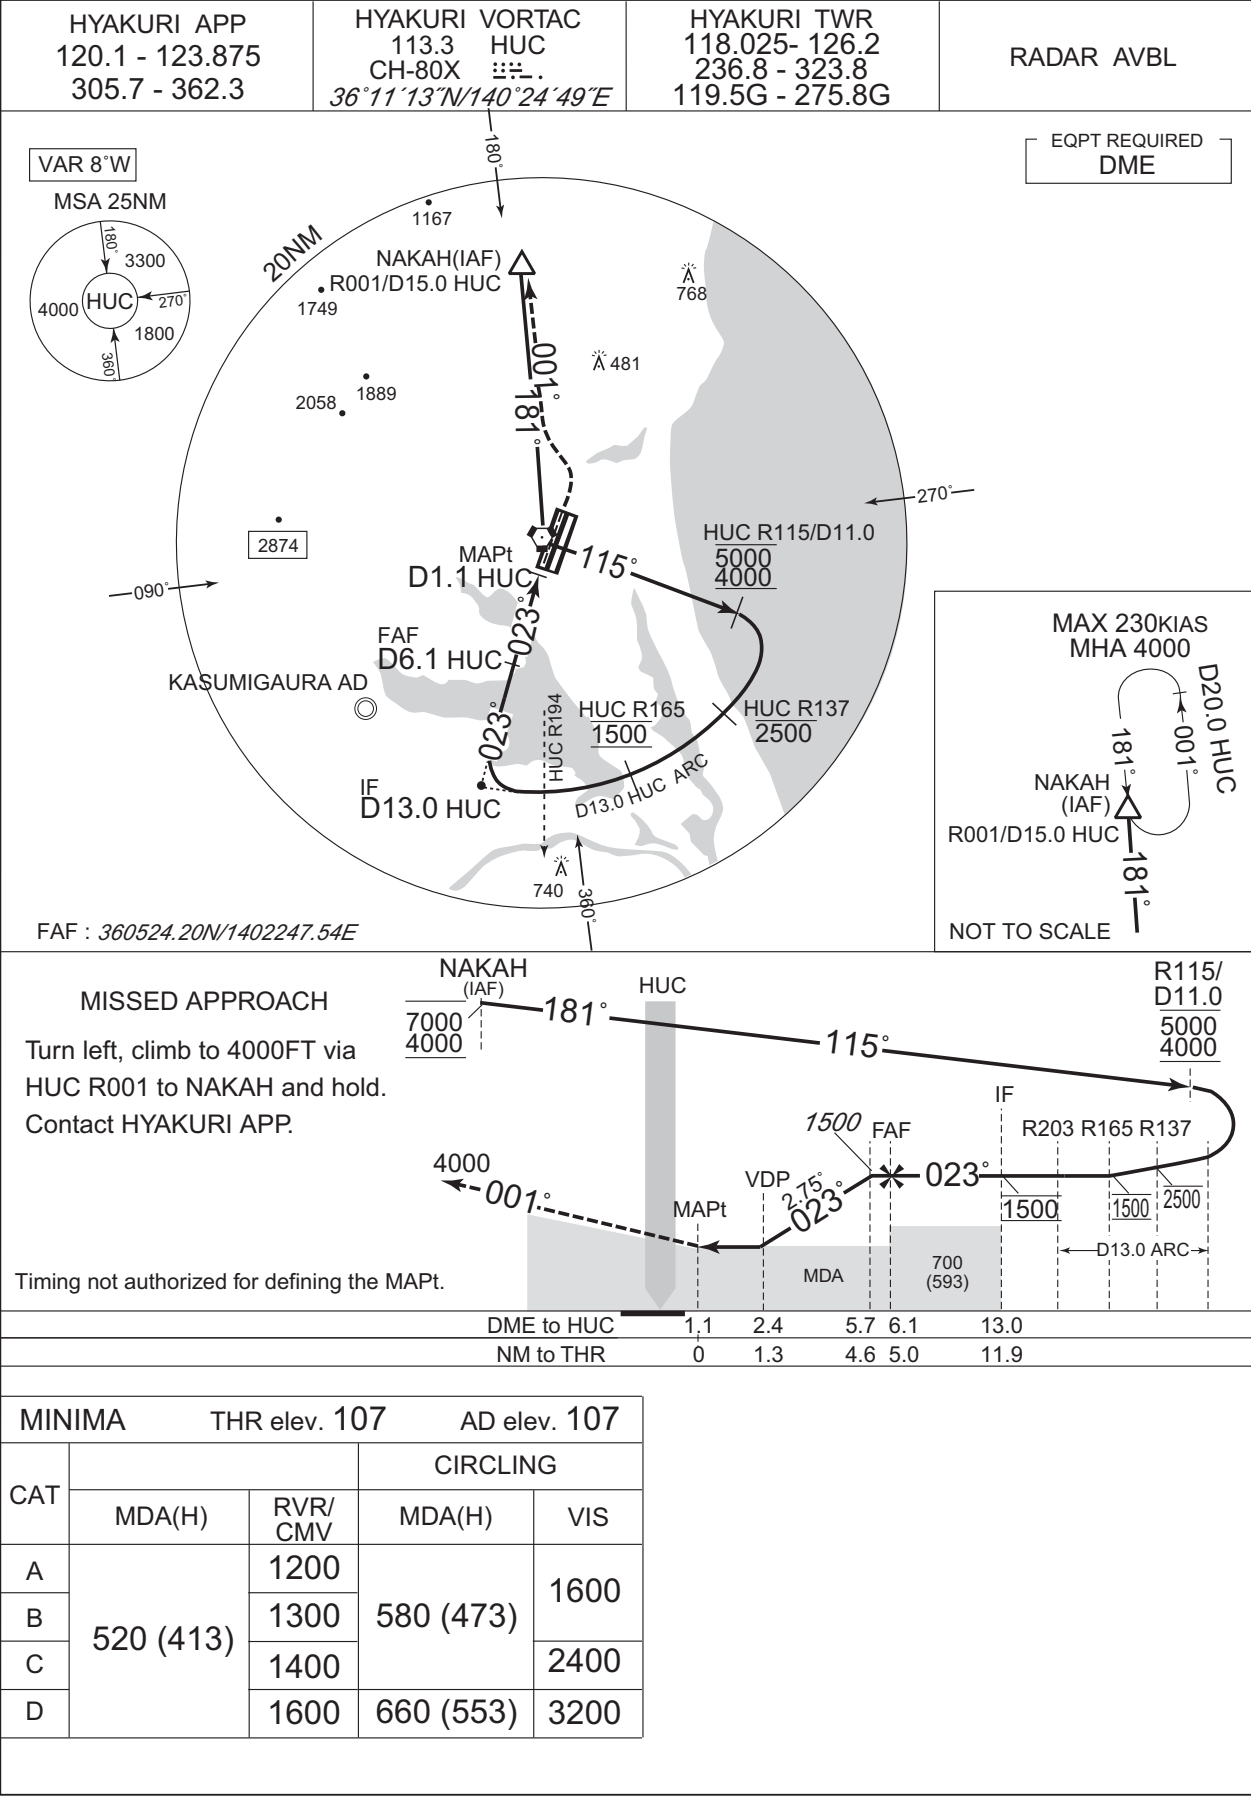 HYAKURI APP
120.1 - 123.875
305.7 - 362.3
HYAKURI VORTAC
113.3 HUC
CH-80X
36°11´13˝N/140°24´49˝E
HYAKURI TWR
118.025- 126.2
236.8 - 323.8
119.5G - 275.8G
RADAR AVBL
EQPT REQUIRED
DME
VAR 8°W
MSA 25NM
180°
3300
4000
HUC
270°
1800
360°
180°
20NM
1167
NAKAH(IAF)
R001/D15.0 HUC
1749
768
481
001°
181°
1889
2058
270°
2874
090°
MAPt
D1.1 HUC
115°
HUC R115/D11.0
5000
4000
023°
FAF
D6.1 HUC
KASUMIGAURA AD
023°
HUC R194
HUC R165
1500
HUC R137
2500
IF
D13.0 HUC
D13.0 HUC ARC
740
360°
FAF : 360524.20N/1402247.54E
MAX 230KIAS
MHA 4000
D20.0 HUC
181°
001°
NAKAH
(IAF)
R001/D15.0 HUC
181°
NOT TO SCALE
MISSED APPROACH
Turn left, climb to 4000FT via
HUC R001 to NAKAH and hold.
Contact HYAKURI APP.
Timing not authorized for defining the MAPt.
NAKAH
(IAF)
7000
4000
181°
HUC
115°
R115/
D11.0
5000
4000
IF
1500
FAF
R203 R165 R137
4000
001°
MAPt
VDP
2.75°
023°
023°
1500
1500
2500
D13.0 ARC
MDA
700
(593)
DME to HUC 1.1 2.4 5.7 6.1 13.0
NM to THR 0 1.3 4.6 5.0 11.9
MINIMA THR elev. 107 AD elev. 107
CAT
CIRCLING
MDA(H)
RVR/
CMV
MDA(H)
VIS
A
1200
1600
B
520 (413)
1300
580 (473)
C
1400
2400
D
1600
660 (553)
3200